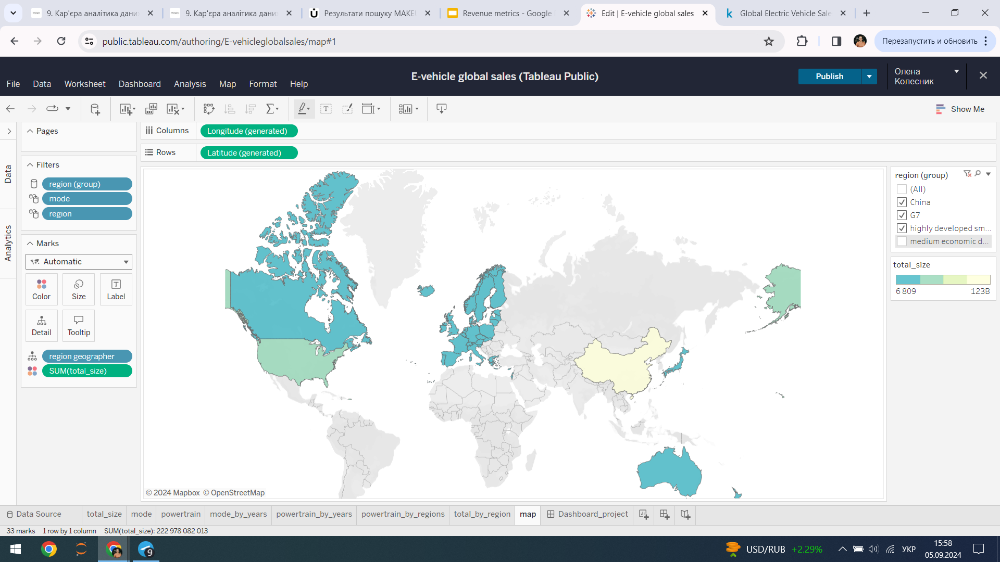 9. Кар'єра аналітика дани
9. Кар'єра аналітика дани
Результати пошуку MAKEU
Revenue metrics - Google
Edit | E-vehicle global sales
Global Electric Vehicle Sale
public.tableau.com/authoring/E-vehicleglobalsales/map#1
Перезапустить и обновить
E-vehicle global sales (Tableau Public)
File Data Worksheet Dashboard Analysis Map Format Help
Publish
Олена
Колесник
Show Me
Data
Analytics
Pages
Columns
Longitude (generated)
Rows
Latitude (generated)
Filters
region (group)
mode
region
Marks
Automatic
Color
Size
Label
Detail
Tooltip
region geographer
SUM(total_size)
region (group)
(All)
China
G7
highly developed sm...
medium economic d...
total_size
6 809
123B
© 2024 Mapbox © OpenStreetMap
Data Source total_size mode powertrain mode_by_years powertrain_by_years powertrain_by_regions total_by_region map Dashboard_project
33 marks 1 row by 1 column SUM(total_size): 222 978 082 013
9
USD/RUB +2.29%
УКР
15:58
05.09.2024